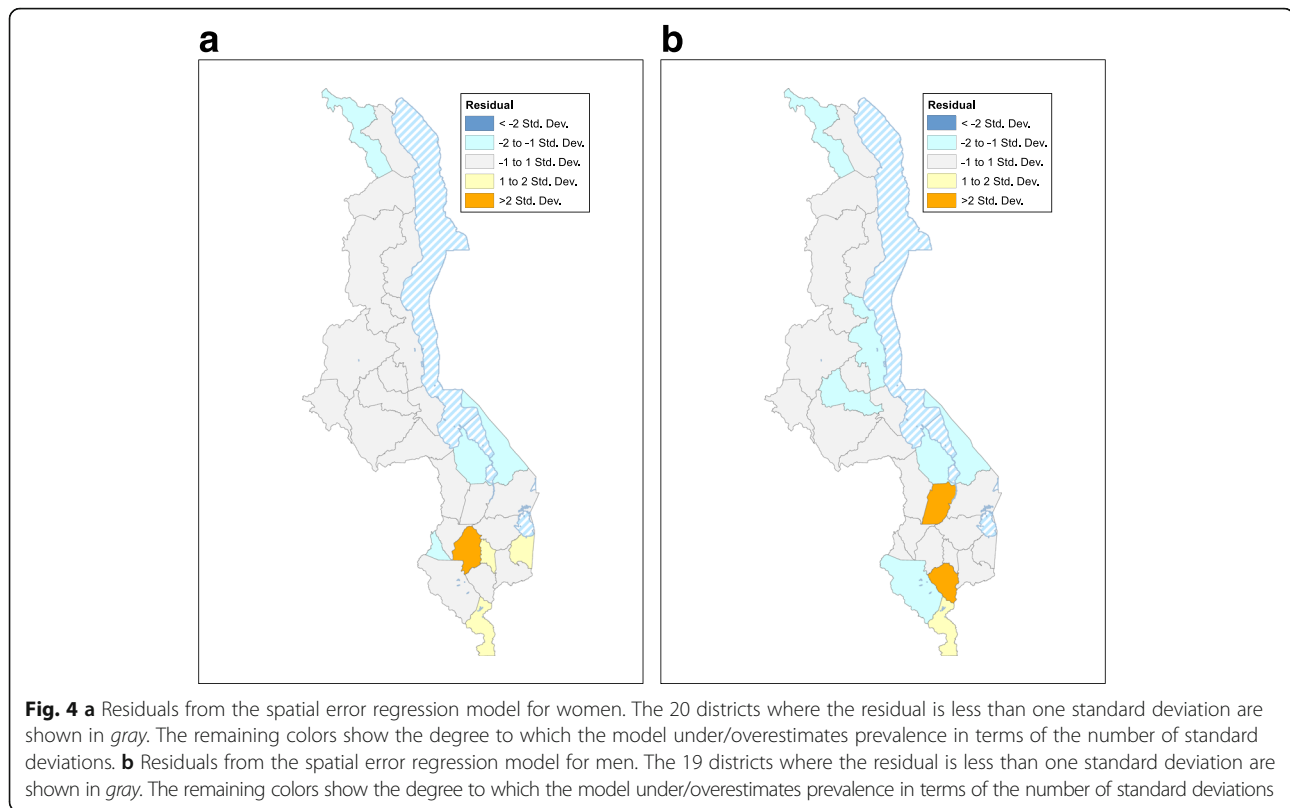 a
Residual
< -2 Std. Dev.
-2 to -1 Std. Dev.
-1 to 1 Std. Dev.
1 to 2 Std. Dev.
>2 Std. Dev.
b
Residual
< -2 Std. Dev.
-2 to -1 Std. Dev.
-1 to 1 Std. Dev.
1 to 2 Std. Dev.
>2 Std. Dev.
Fig. 4 a Residuals from the spatial error regression model for women. The 20 districts where the residual is less than one standard deviation are
shown in gray. The remaining colors show the degree to which the model under/overestimates prevalence in terms of the number of standard
deviations. b Residuals from the spatial error regression model for men. The 19 districts where the residual is less than one standard deviation are
shown in gray. The remaining colors show the degree to which the model under/overestimates prevalence in terms of the number of standard deviations